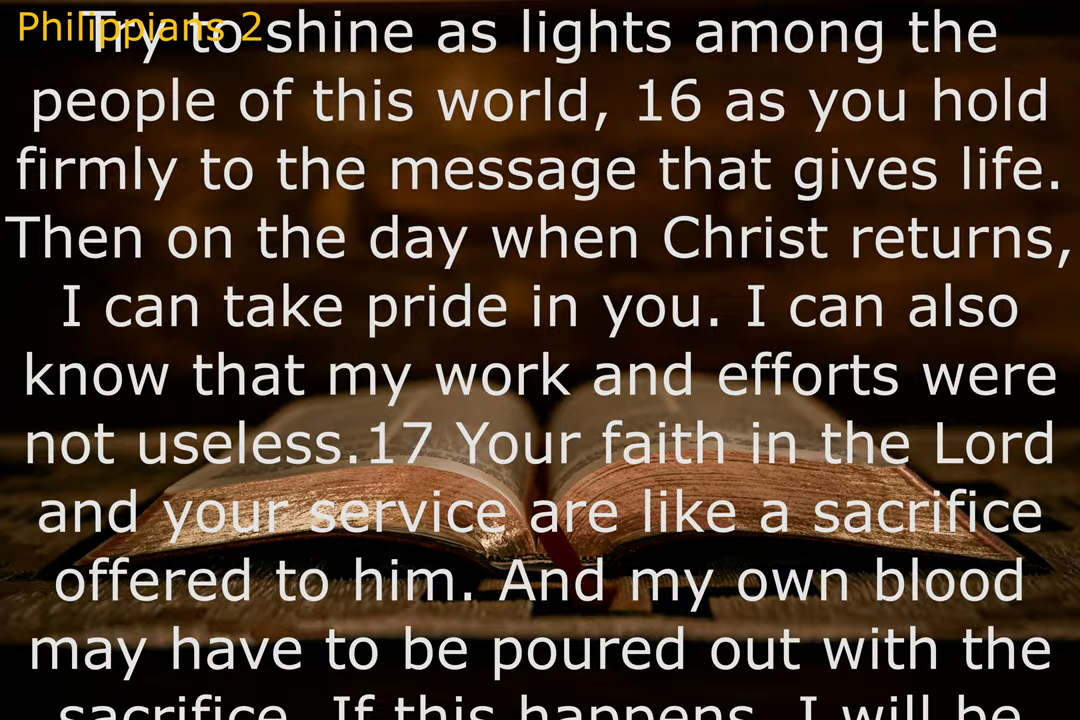 Philippians 2
Try to shine as lights among the
people of this world, 16 as you hold
firmly to the message that gives life.
Then on the day when Christ returns,
I can take pride in you. I can also
know that my work and efforts were
not useless.17 Your faith in the Lord
and your service are like a sacrifice
offered to him. And my own blood
may have to be poured out with the
sacrifice. If this happens, I will be